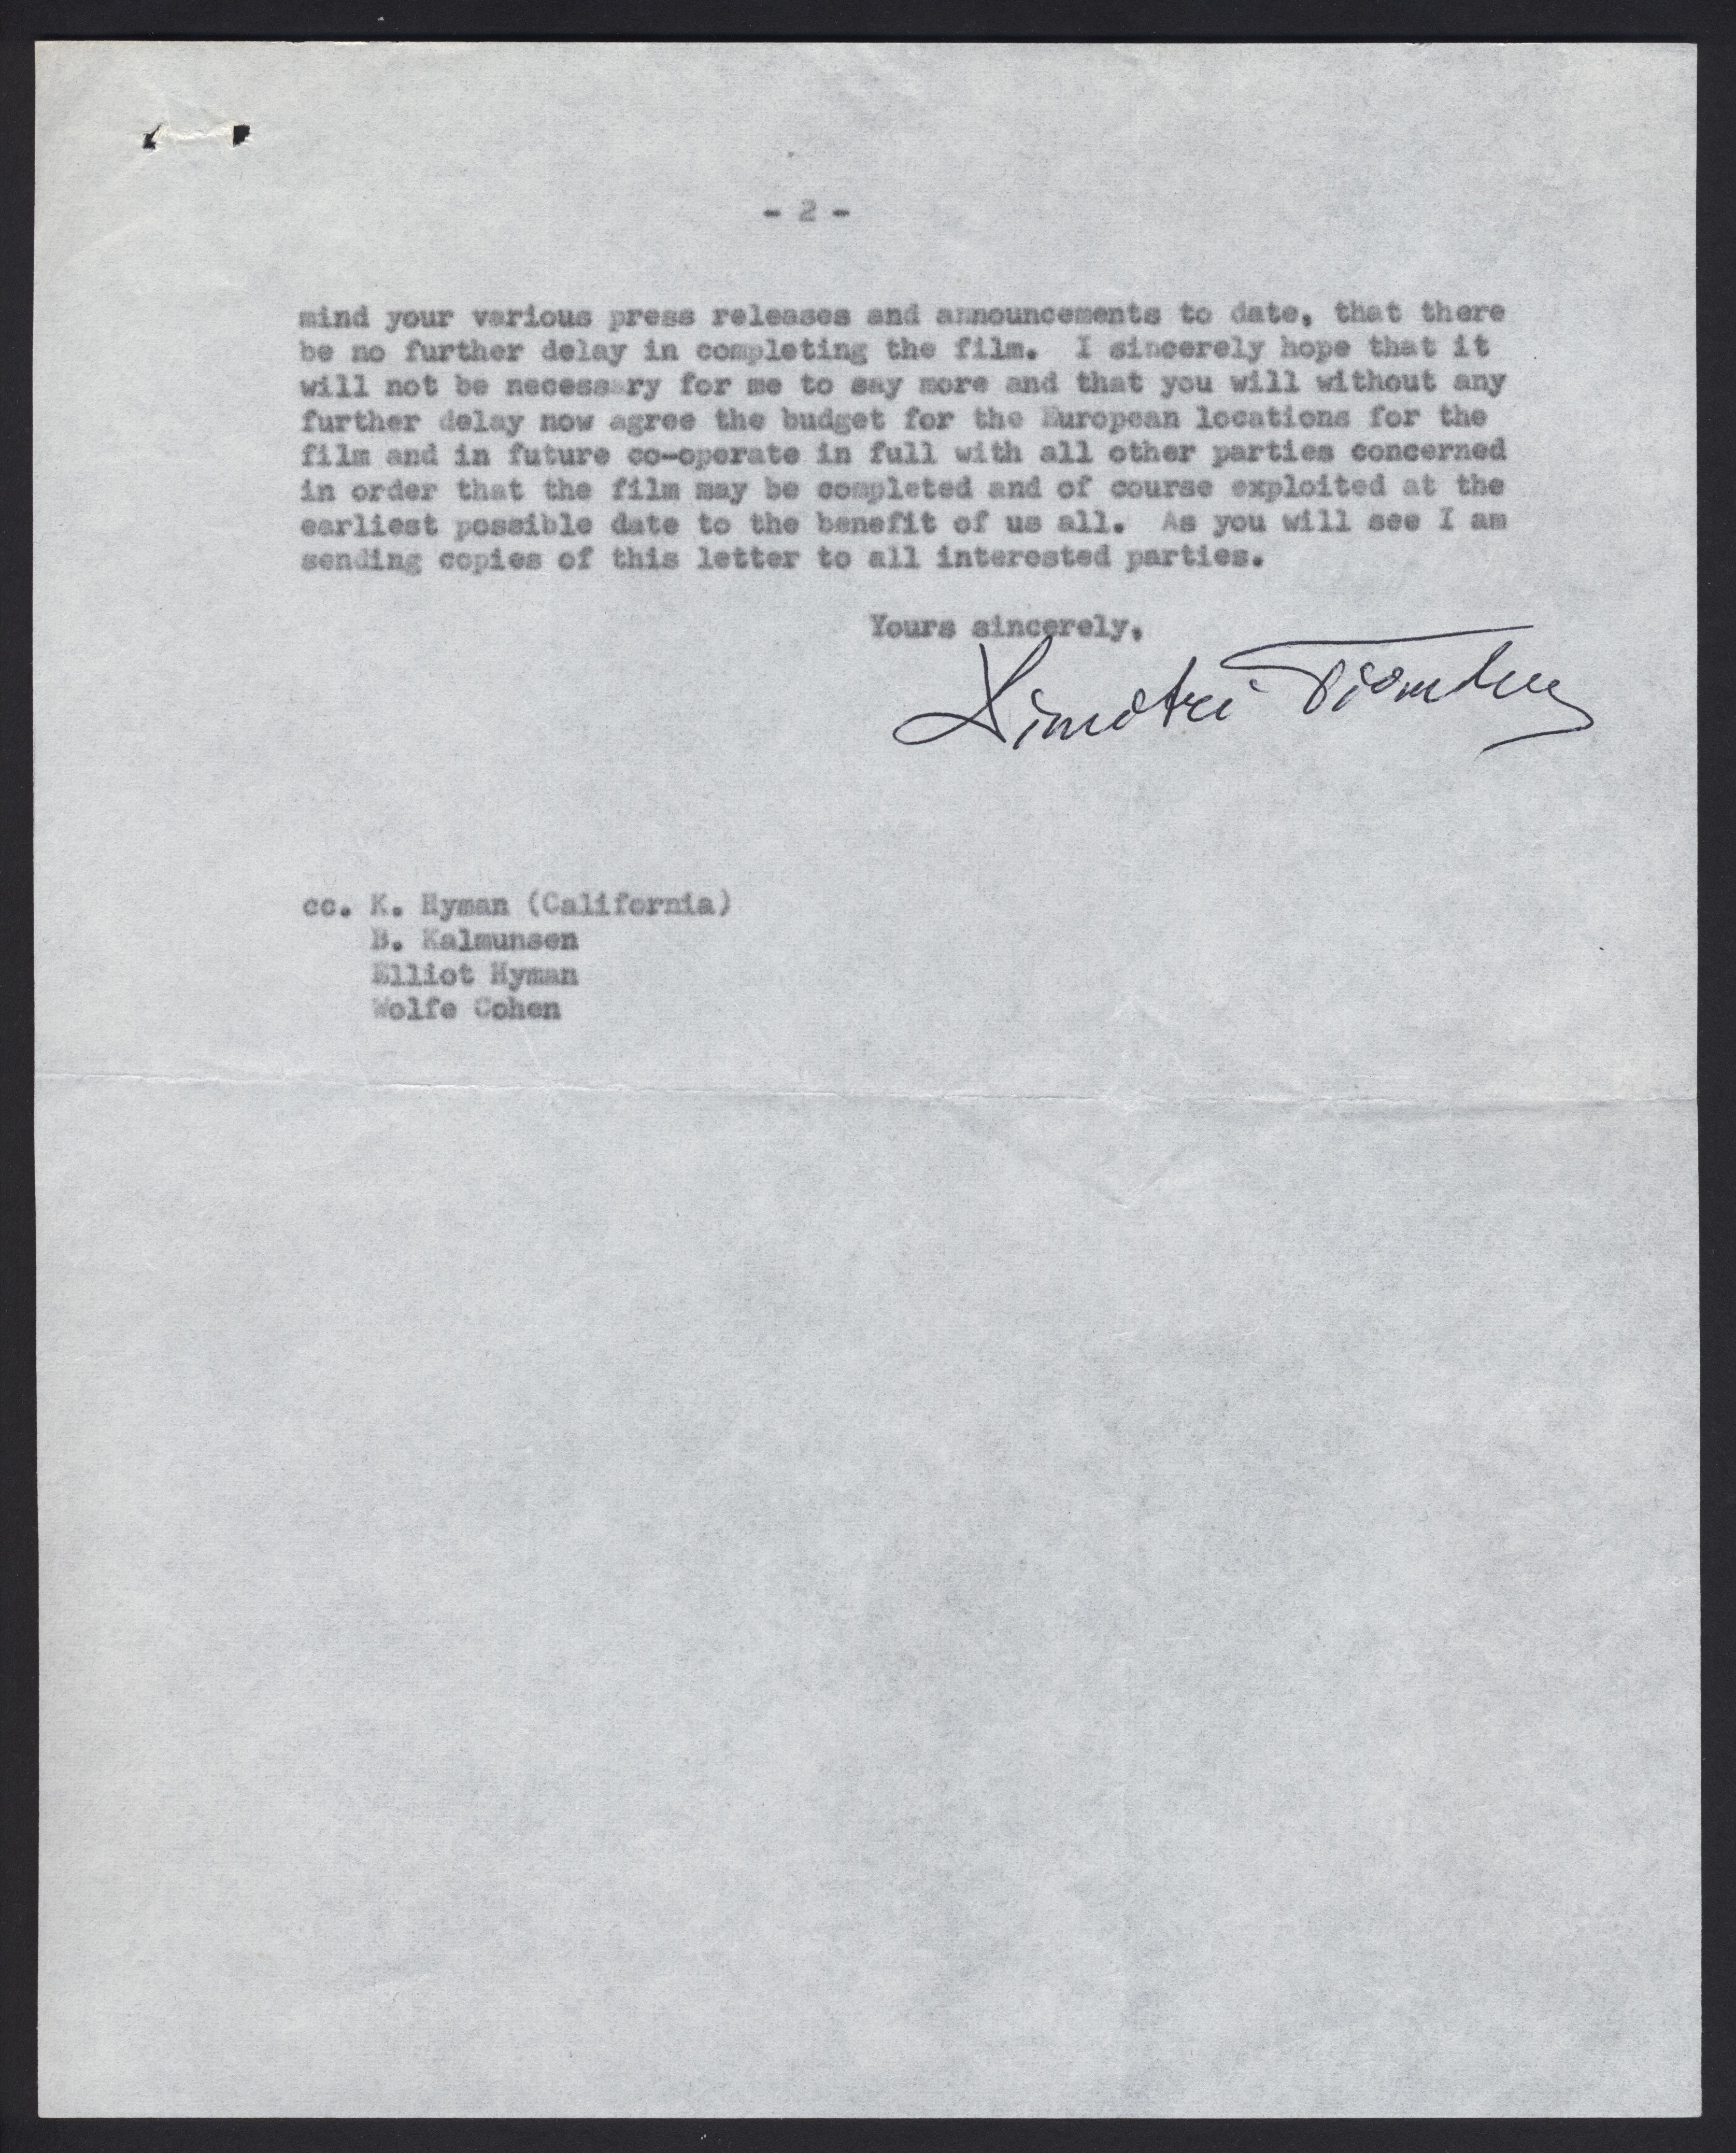 - 2 -
mind your various press releases and announcements to date, that there
be no further delay in completing the film. I sincerely hope that it
will not be necessary for me to say more and that you will without any
further delay now agree the budget for the European locations for the
film and in future co-operate in full with all other parties concerned
in order that the film may be completed and of course exploited at the
earliest possible date to the benefit of us all. As you will see I am
sending copies of this letter to all interested parties.
Yours sincerely,
Dimitri Tiomkin
cc. K. Hyman (California)
B. Kalmunsen
Elliot Hyman
Wolfe Cohen